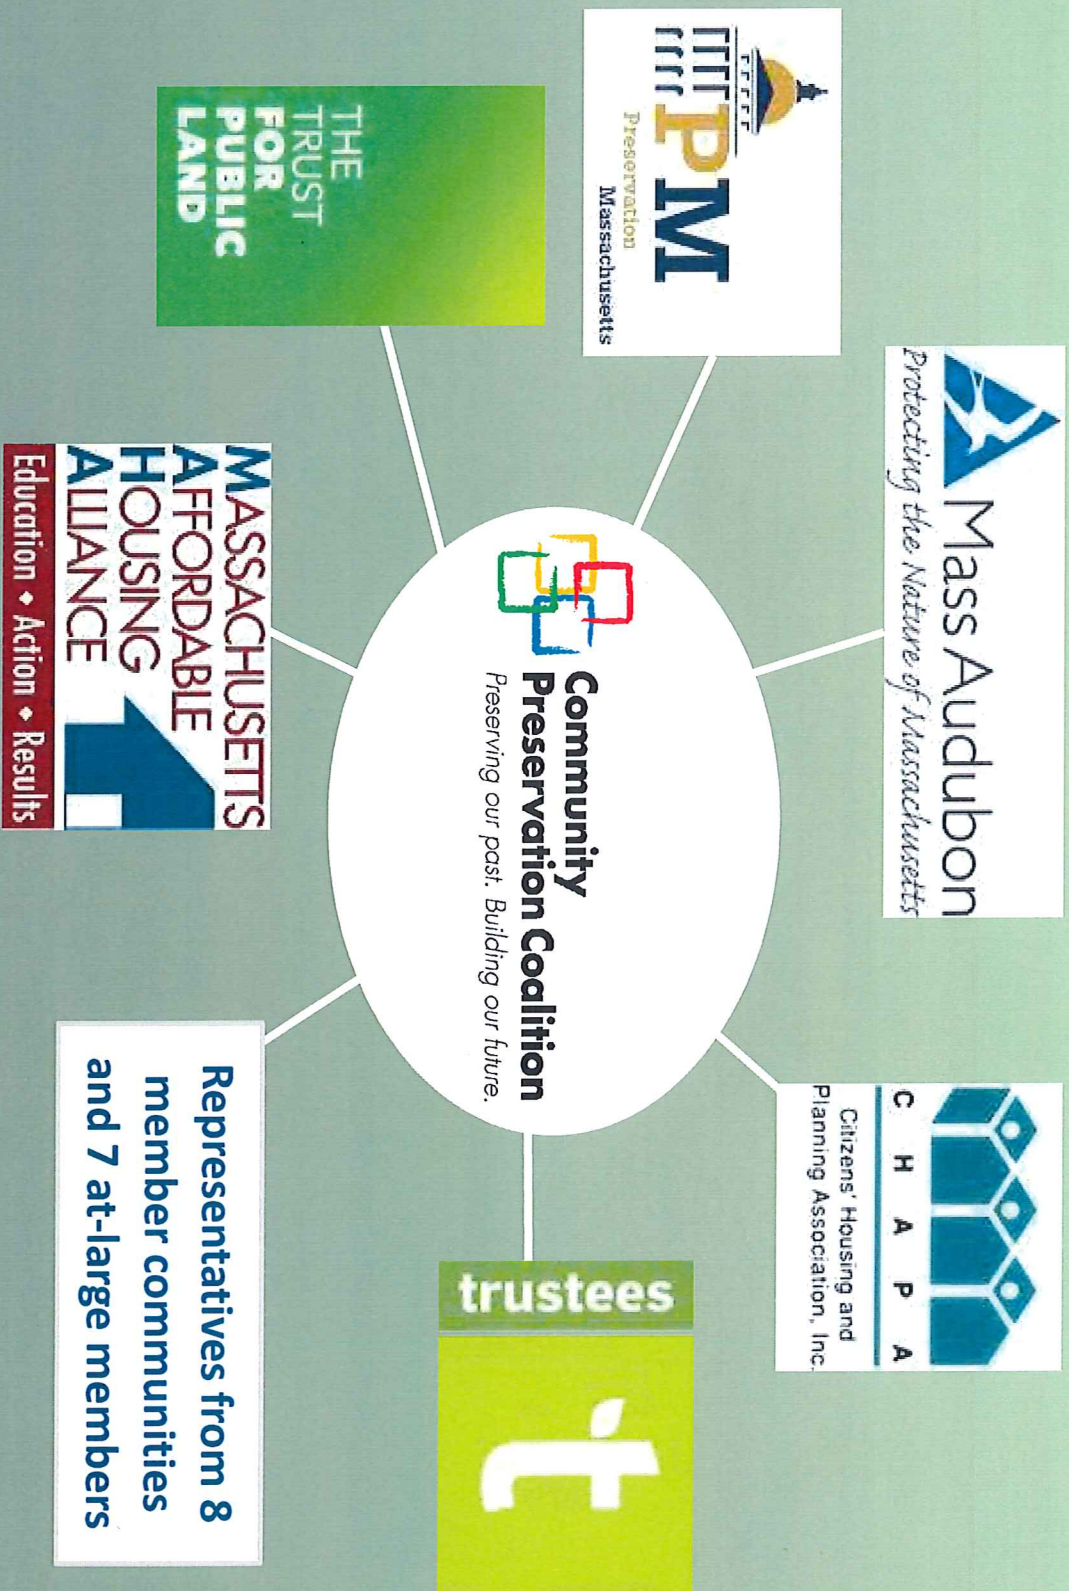 Mass Audubon
Protecting the Nature of Massachusetts
C H A P A
Citizens' Housing and
Planning Association, Inc.
PM
Preservation
Massachusetts
Community
Preservation Coalition
Preserving our past. Building our future.
trustees
t
THE
TRUST
FOR
PUBLIC
LAND
MASSACHUSETTS
AFFORDABLE
HOUSING
ALLIANCE
Education ◆ Action ◆ Results
Representatives from 8
member communities
and 7 at-large members